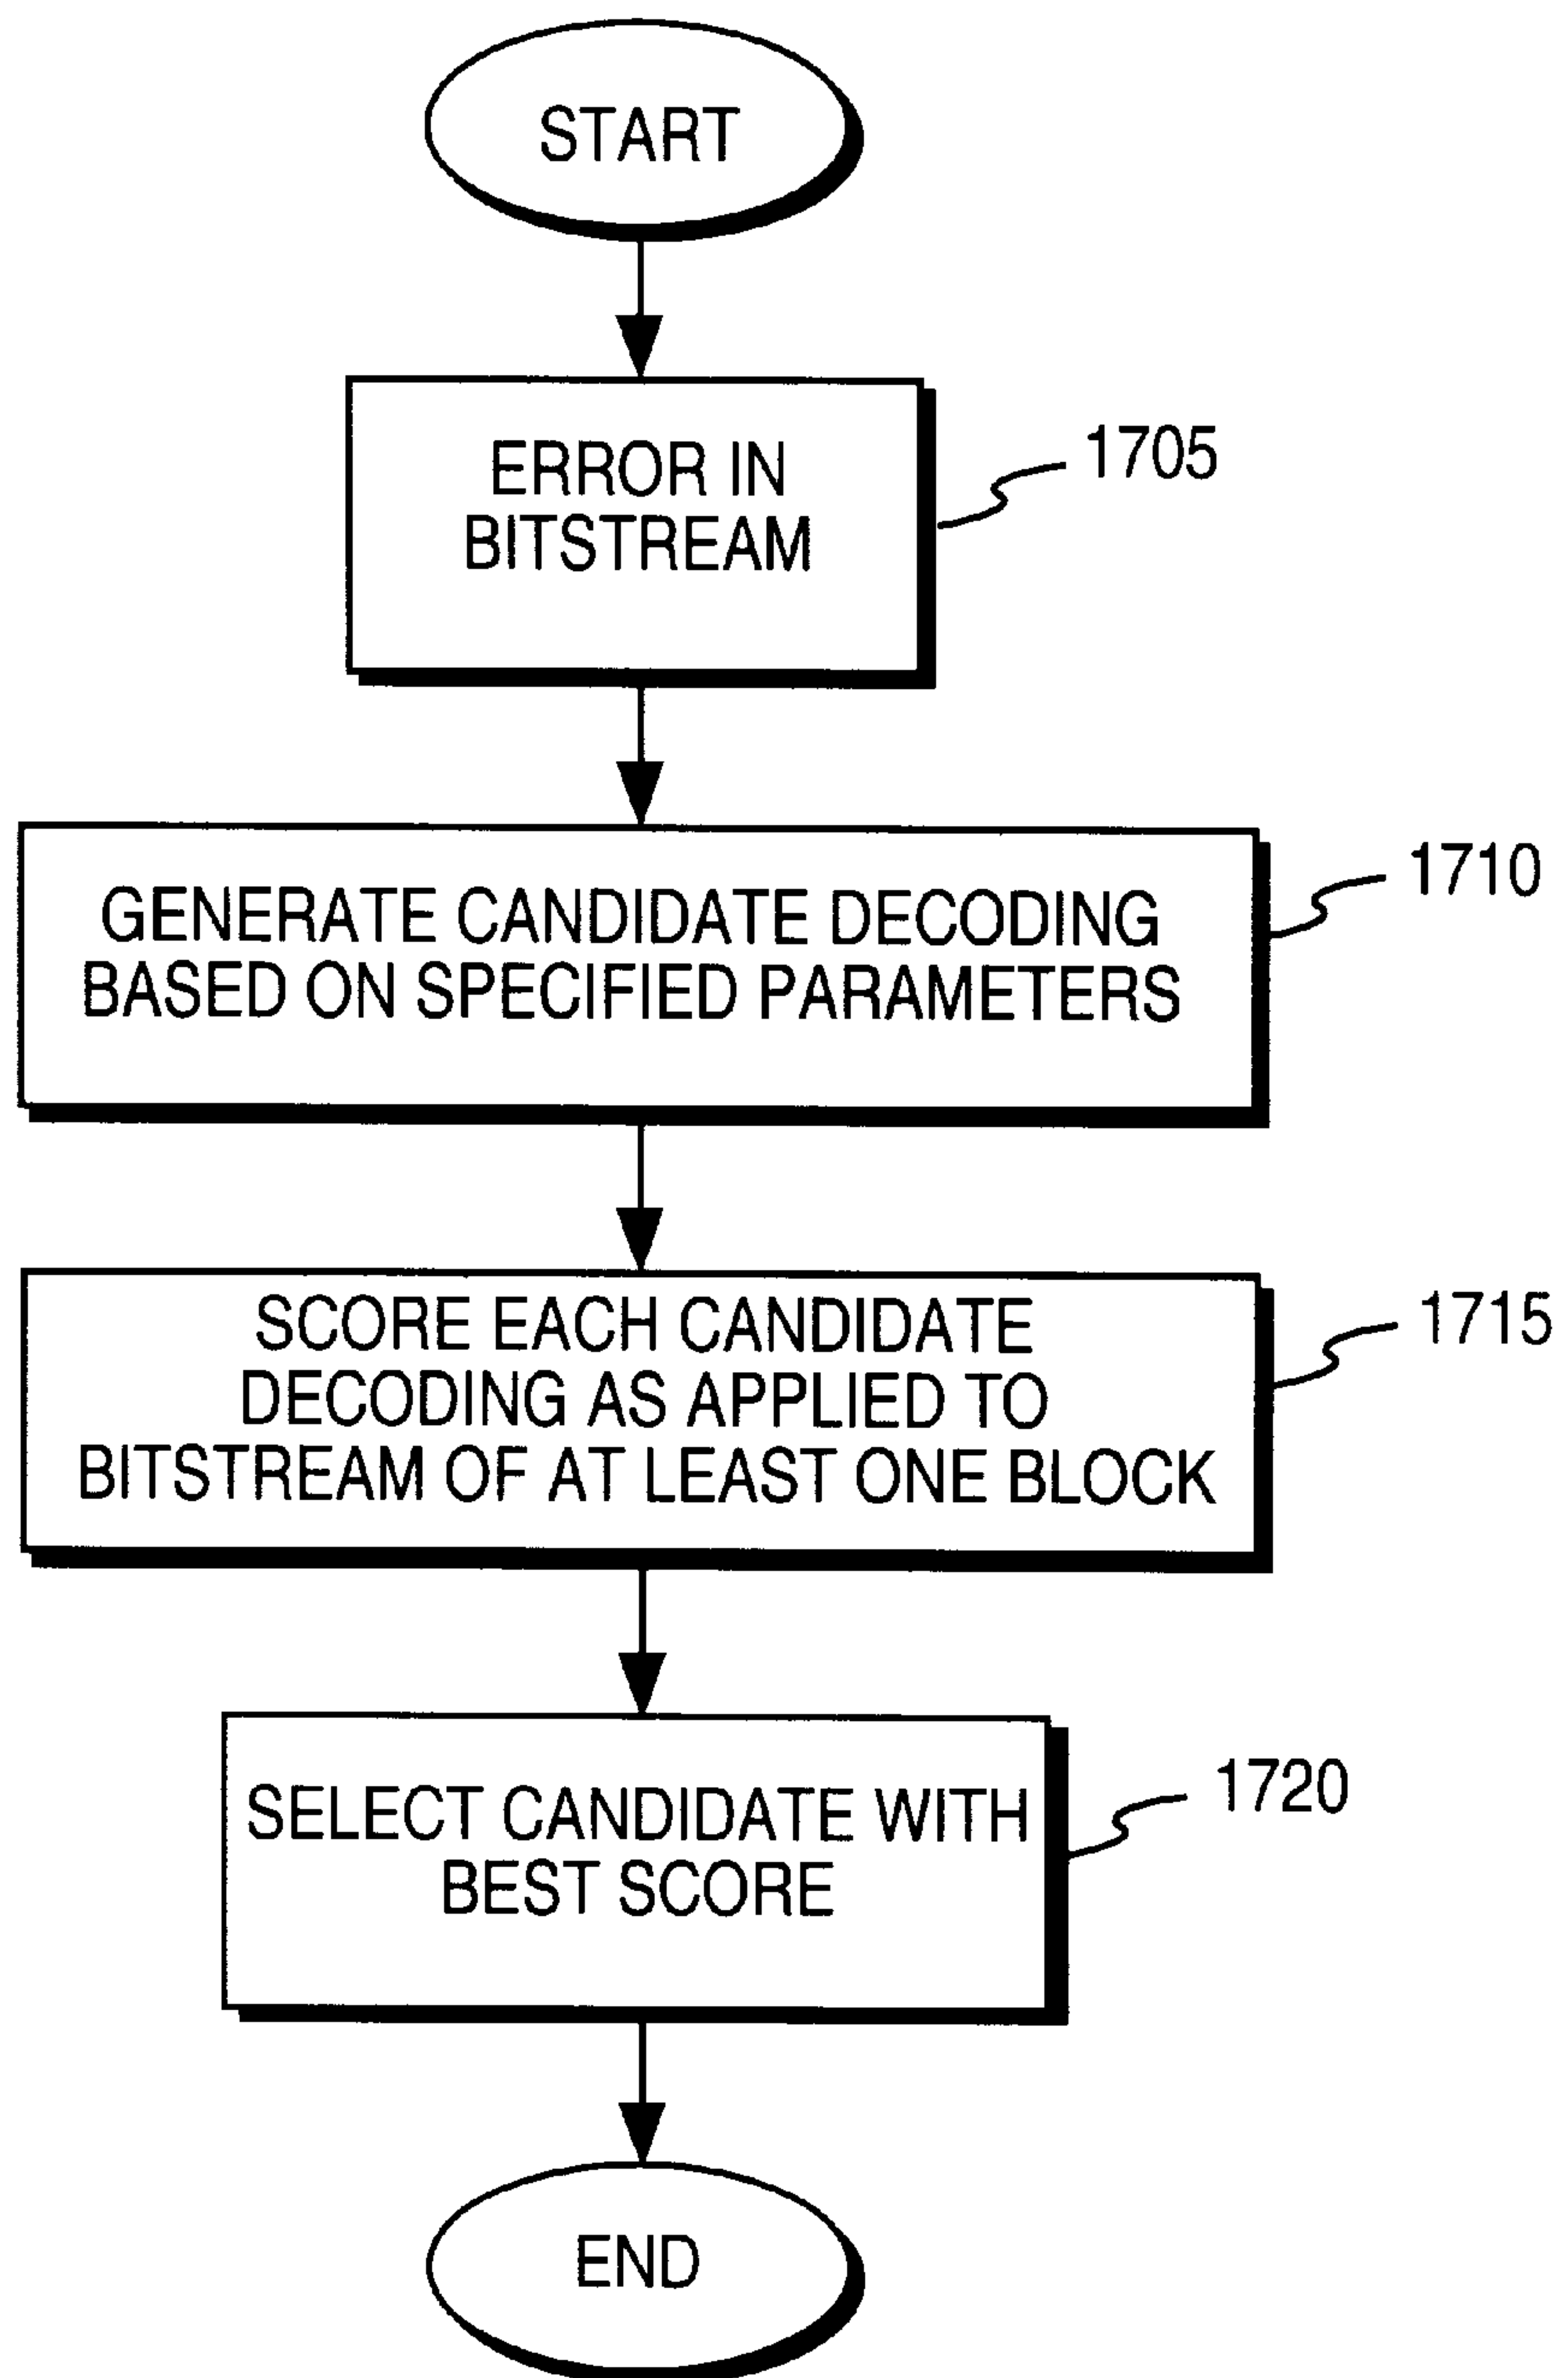 START
ERROR IN
BITSTREAM
1705
GENERATE CANDIDATE DECODING
BASED ON SPECIFIED PARAMETERS
1710
SCORE EACH CANDIDATE
DECODING AS APPLIED TO
BITSTREAM OF AT LEAST ONE BLOCK
1715
SELECT CANDIDATE WITH
BEST SCORE
1720
END